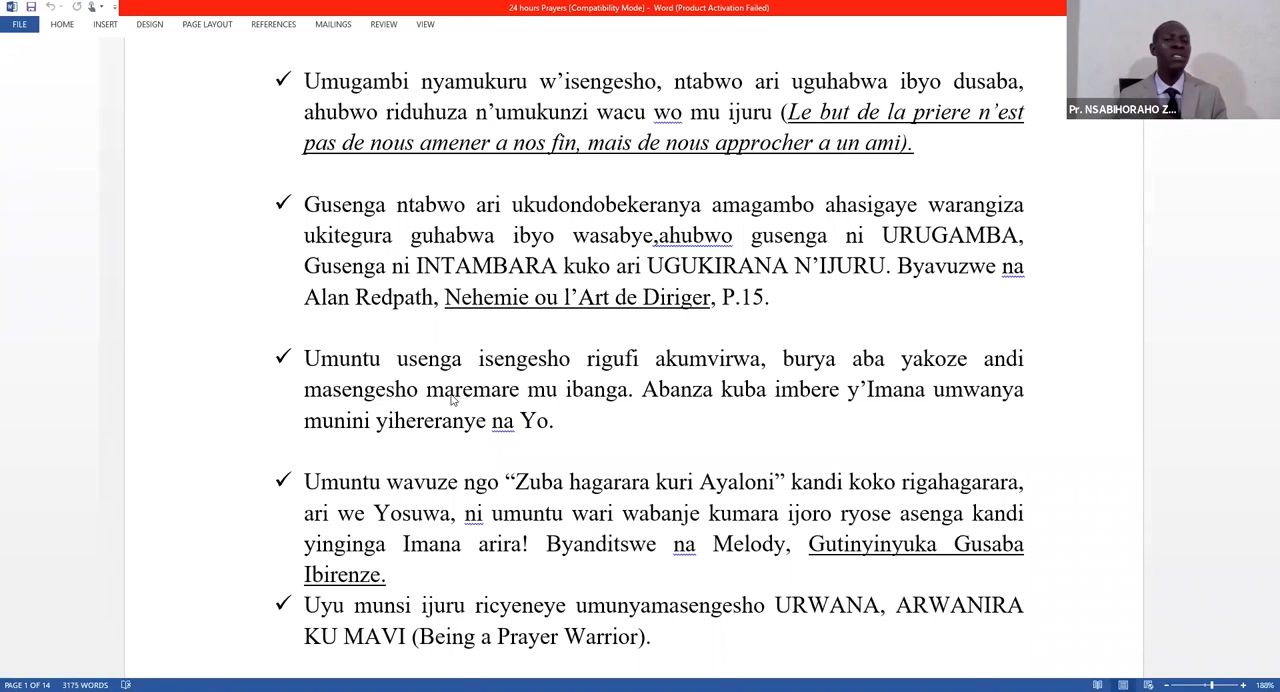 24 hours Prayers [Compatibility Mode] - Word (Product Activation Failed)
FILE HOME INSERT DESIGN PAGE LAYOUT REFERENCES MAILINGS REVIEW VIEW
Pr. NSABIHORAHO Z...
✓ Umugambi nyamukuru w’isengesho, ntabwo ari uguhabwa ibyo dusaba,
ahubwo riduhuza n’umukunzi wacu wo mu ijuru (Le but de la priere n’est
pas de nous amener a nos fin, mais de nous approcher a un ami).
✓ Gusenga ntabwo ari ukudondobekeranya amagambo ahasigaye warangiza
ukitegura guhabwa ibyo wasabye,ahubwo gusenga ni URUGAMBA,
Gusenga ni INTAMBARA kuko ari UGUKIRANA N’IJURU. Byavuzwe na
Alan Redpath, Nehemie ou l’Art de Diriger, P.15.
✓ Umuntu usenga isengesho rigufi akumvirwa, burya aba yakoze andi
masengesho maremare mu ibanga. Abanza kuba imbere y’Imana umwanya
munini yihereranye na Yo.
✓ Umuntu wavuze ngo “Zuba hagarara kuri Ayaloni” kandi koko rigahagarara,
ari we Yosuwa, ni umuntu wari wabanje kumara ijoro ryose asenga kandi
yinginga Imana arira! Byanditswe na Melody, Gutinyinyuka Gusaba
Ibirenze.
✓ Uyu munsi ijuru ricyeneye umunyamasengesho URWANA, ARWANIRA
KU MAVI (Being a Prayer Warrior).
PAGE 1 OF 14 3175 WORDS 188%